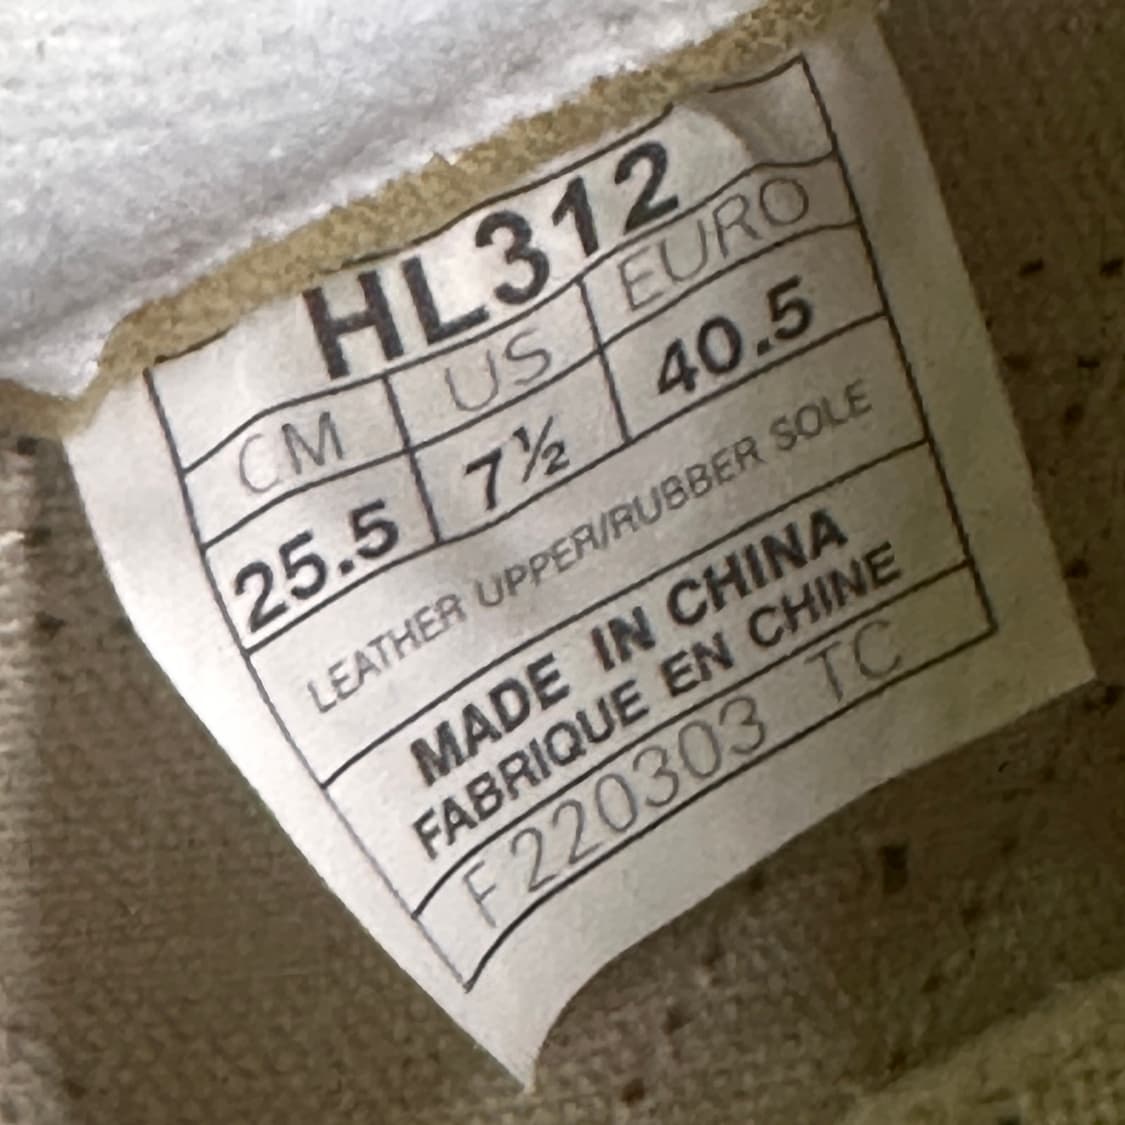 HL312
CM US EURO
25.5 7½ 40.5
LEATHER UPPER/RUBBER SOLE
MADE IN CHINA
FABRIQUE EN CHINE
F220303 TC